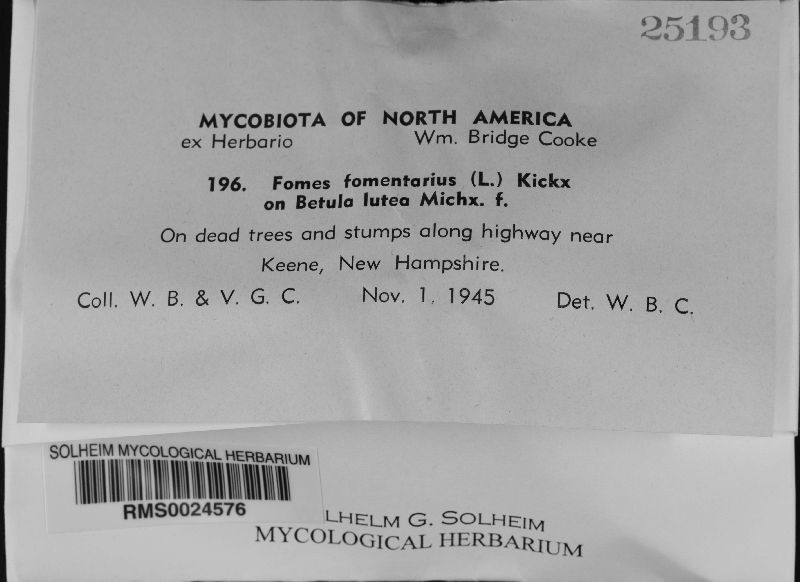 25193
MYCOBIOTA OF NORTH AMERICA
ex Herbario Wm. Bridge Cooke
196. Fomes fomentarius (L.) Kickx
on Betula lutea Michx. f.
On dead trees and stumps along highway near
Keene, New Hampshire.
Coll. W. B. & V. G. C. Nov. 1, 1945 Det. W. B. C.
SOLHEIM MYCOLOGICAL HERBARIUM
RMS0024576
LHELM G. SOLHEIM
MYCOLOGICAL HERBARIUM